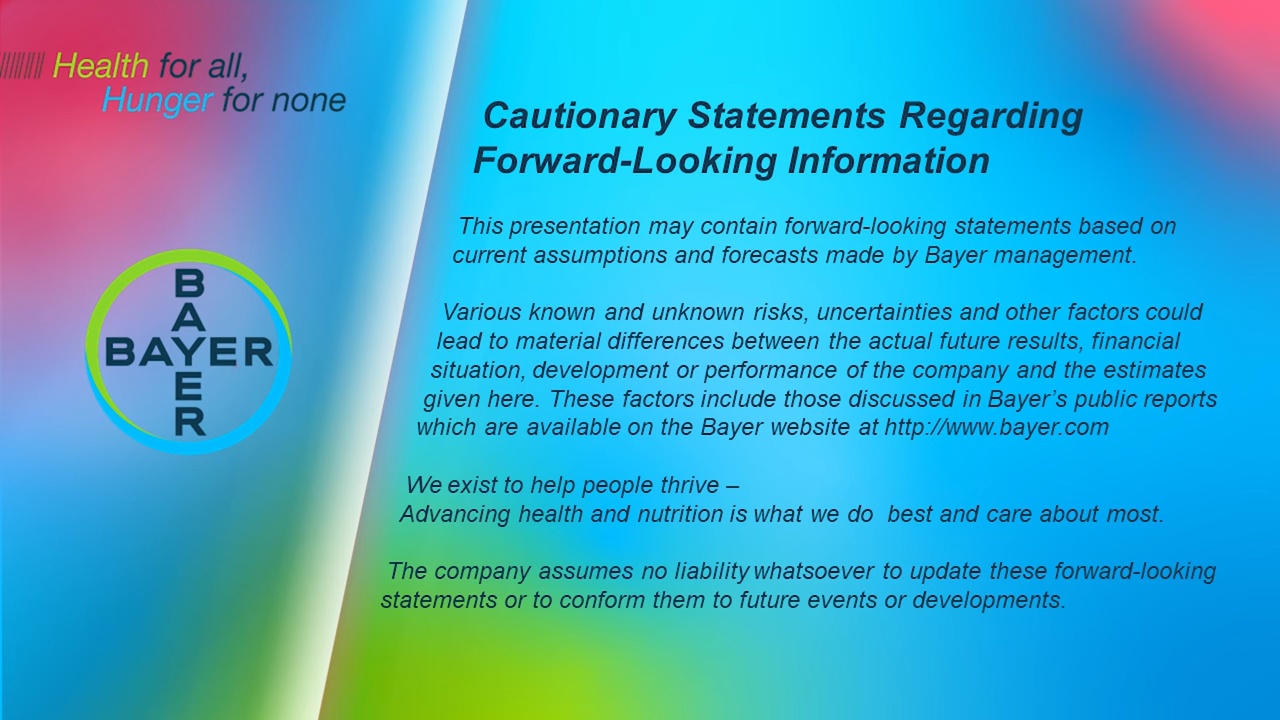 Health for all,
Hunger for none
BAYER
BAYER
Cautionary Statements Regarding
Forward-Looking Information
This presentation may contain forward-looking statements based on
current assumptions and forecasts made by Bayer management.
Various known and unknown risks, uncertainties and other factors could
lead to material differences between the actual future results, financial
situation, development or performance of the company and the estimates
given here. These factors include those discussed in Bayer’s public reports
which are available on the Bayer website at http://www.bayer.com
We exist to help people thrive –
Advancing health and nutrition is what we do  best and care about most.
The company assumes no liability whatsoever to update these forward-looking
statements or to conform them to future events or developments.